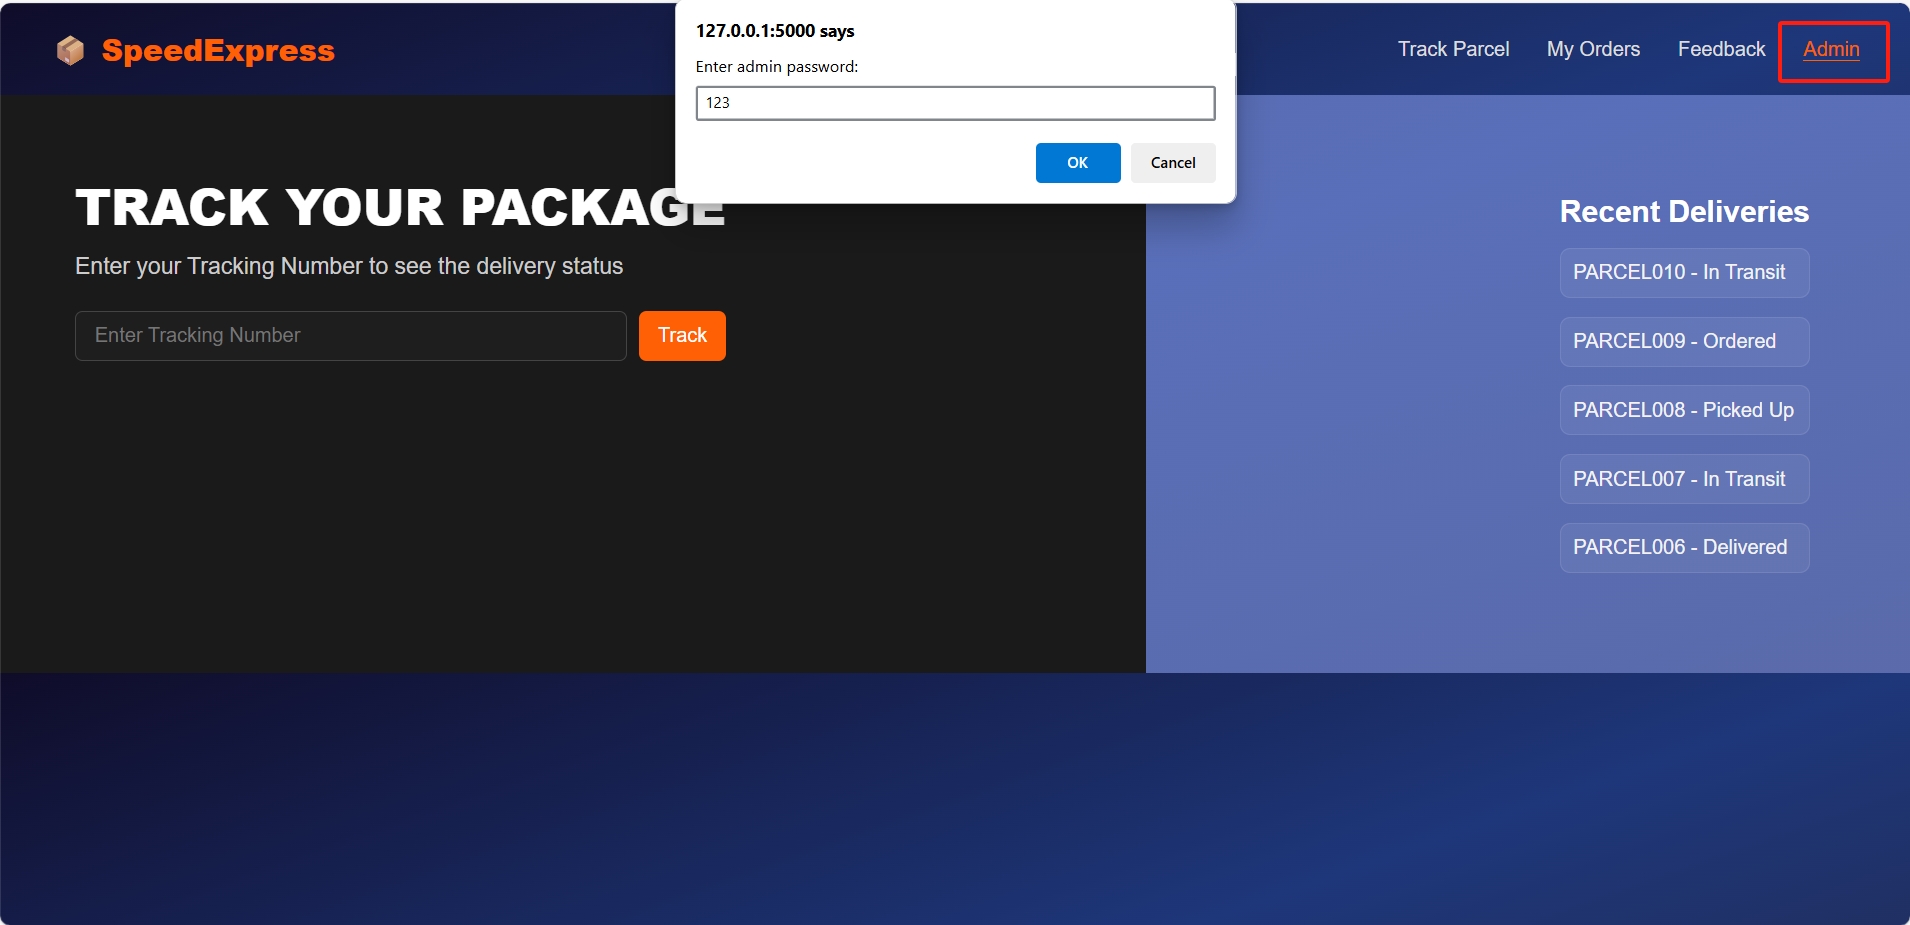 SpeedExpress
Track Parcel
My Orders
Feedback
Admin
127.0.0.1:5000 says
Enter admin password:
123
OK
Cancel
TRACK YOUR PACKAGE
Enter your Tracking Number to see the delivery status
Enter Tracking Number
Track
Recent Deliveries
PARCEL010 - In Transit
PARCEL009 - Ordered
PARCEL008 - Picked Up
PARCEL007 - In Transit
PARCEL006 - Delivered